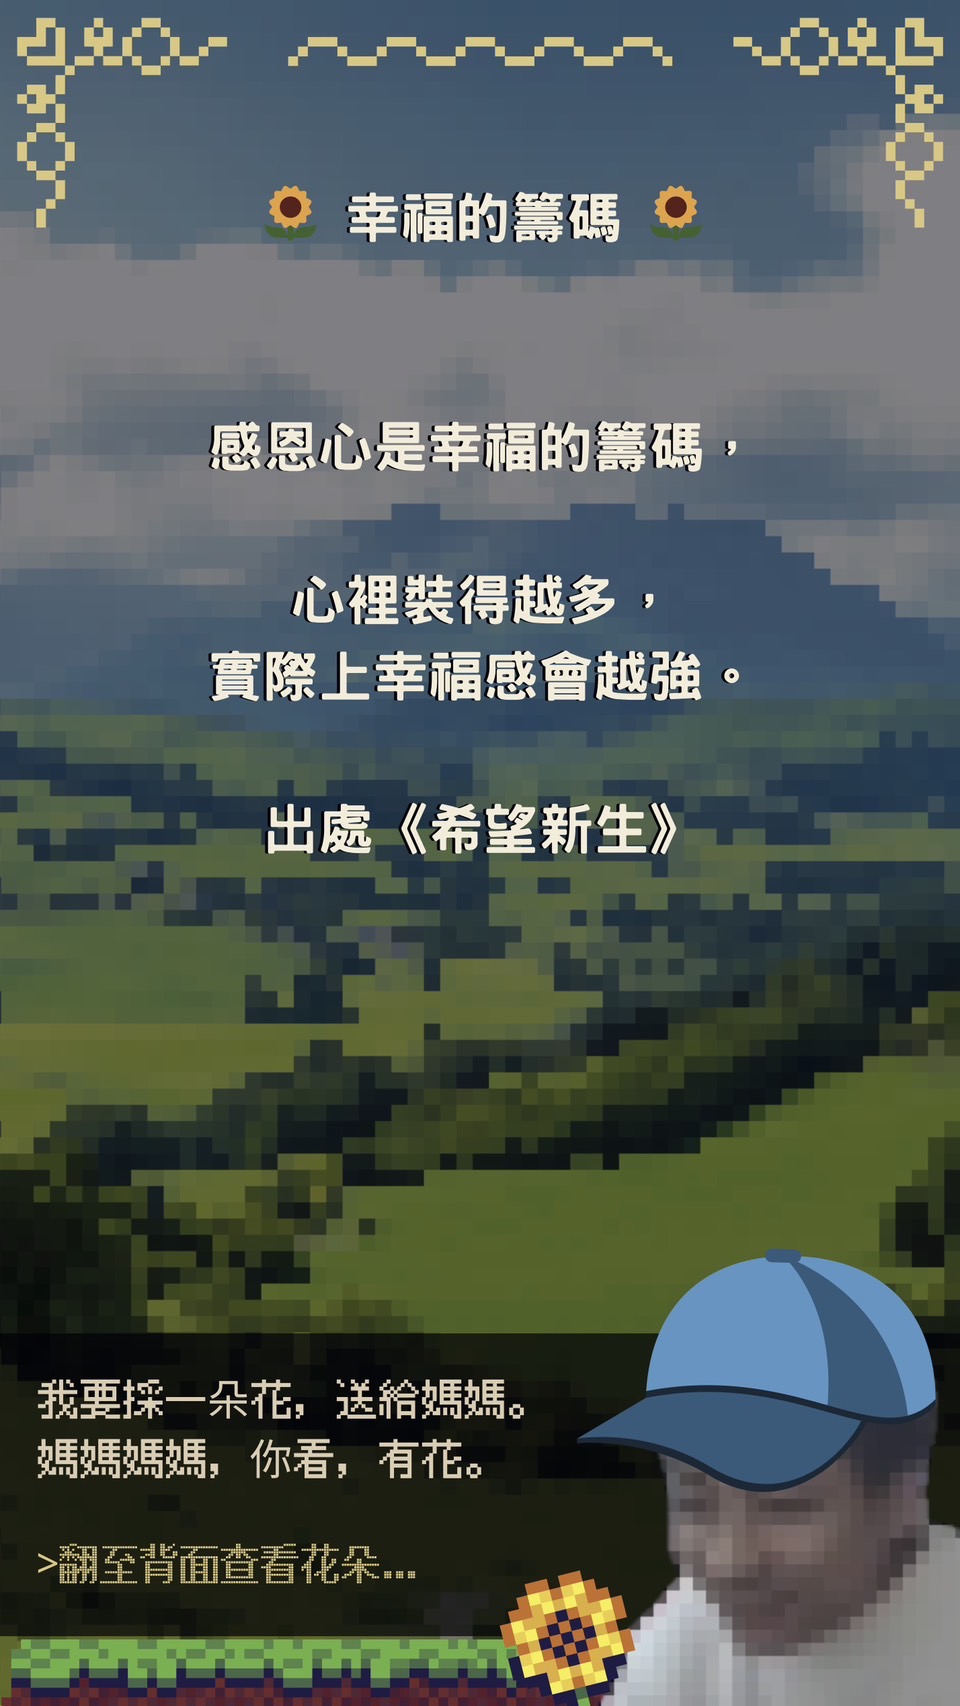 🌻 幸福的籌碼 🌻
感恩心是幸福的籌碼，
心裡裝得越多，
實際上幸福感會越強。
出處《希望新生》
我要採一朵花，送給媽媽。
媽媽媽媽，你看，有花。
>翻至背面查看花朵...